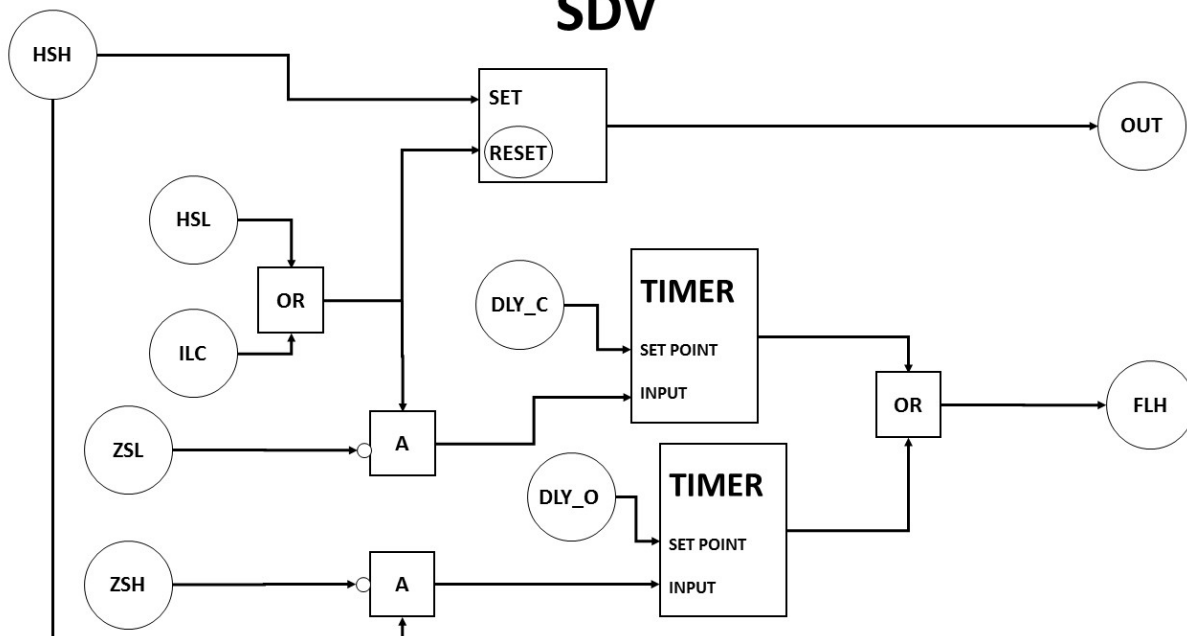 SDV
HSH
SET
OUT
RESET
HSL
OR
ILC
DLY_C
TIMER
SET POINT
INPUT
OR
FLH
ZSL
A
DLY_O
TIMER
SET POINT
INPUT
ZSH
A